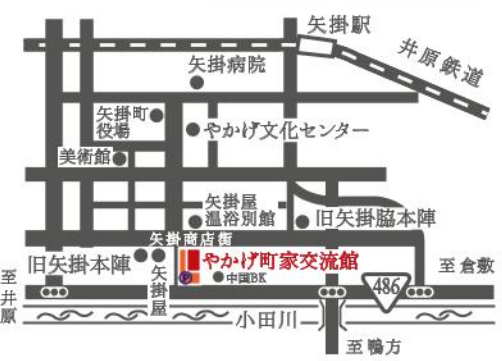 矢掛駅
井原鉄道
矢掛病院
矢掛町
役場
やかげ文化センター
美術館
矢掛屋
温浴別館
旧矢掛脇本陣
矢掛商店街
旧矢掛本陣
やかげ町家交流館
至倉敷
至井原
矢掛屋
P
中国BK
486
小田川
至鴨方